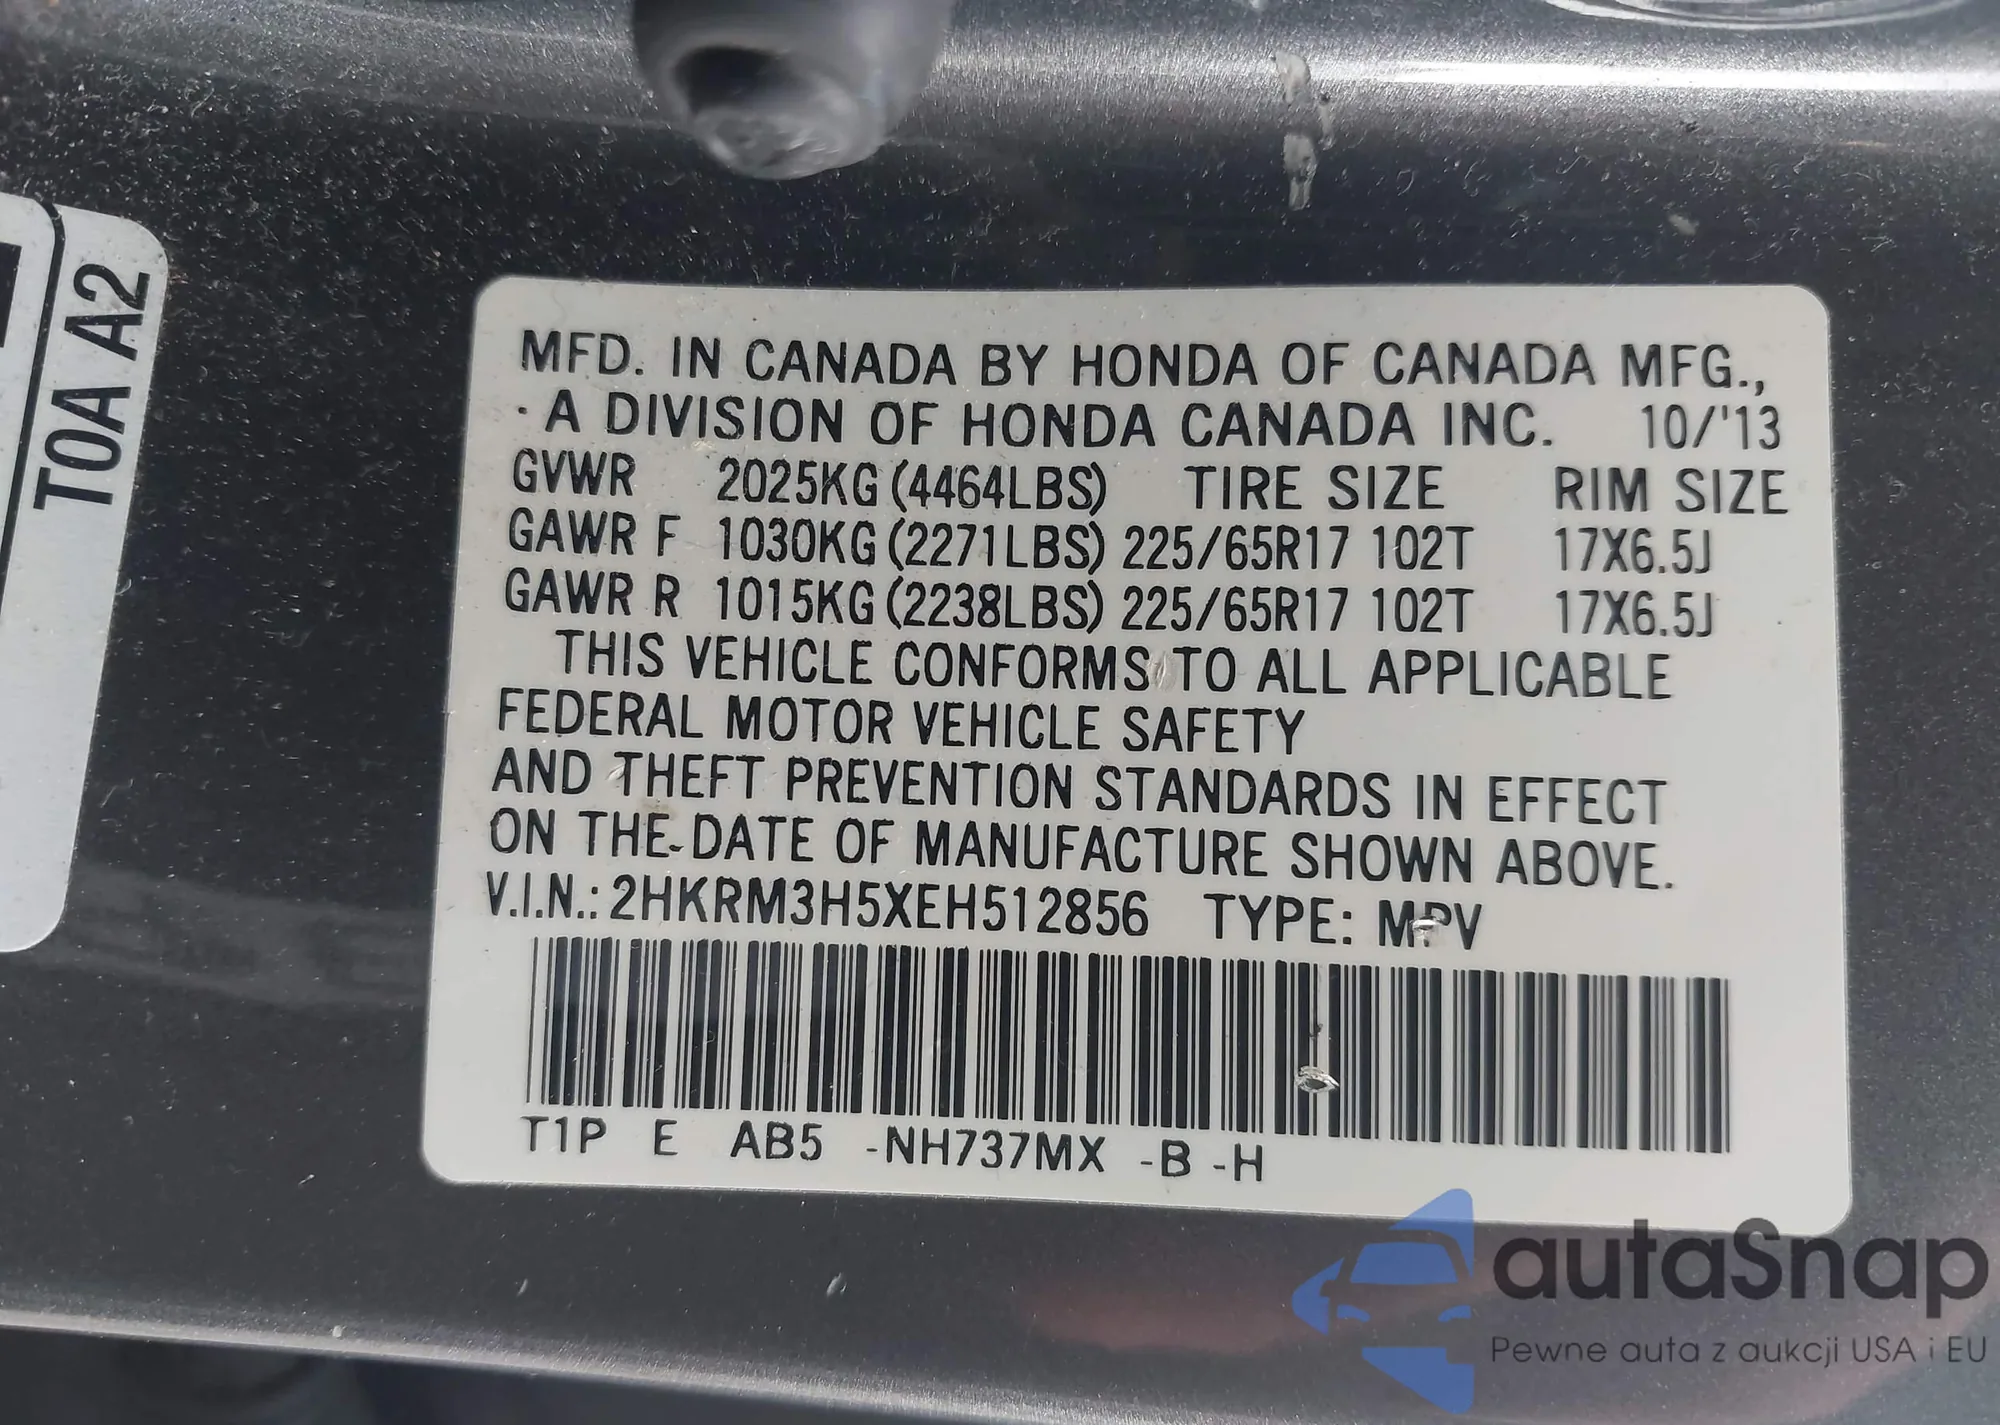 T0A A2
MFD. IN CANADA BY HONDA OF CANADA MFG.,
A DIVISION OF HONDA CANADA INC. 10/'13
GVWR 2025KG (4464LBS) TIRE SIZE RIM SIZE
GAWR F 1030KG (2271LBS) 225/65R17 102T 17X6.5J
GAWR R 1015KG (2238LBS) 225/65R17 102T 17X6.5J
THIS VEHICLE CONFORMS TO ALL APPLICABLE
FEDERAL MOTOR VEHICLE SAFETY
AND THEFT PREVENTION STANDARDS IN EFFECT
ON THE DATE OF MANUFACTURE SHOWN ABOVE.
V.I.N.: 2HKRM3H5XEH512856 TYPE: MPV
T1P E AB5 -NH737MX -B -H
autaSnap
Pewne auta z aukcji USA i EU